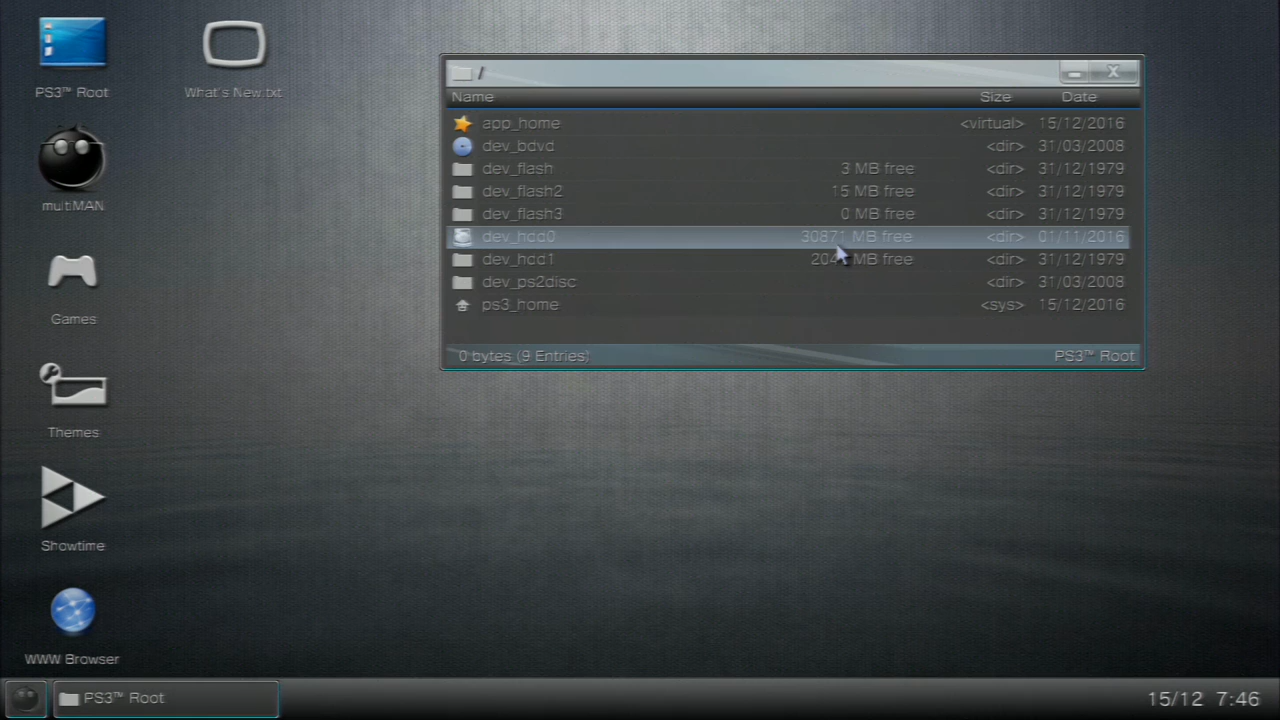 PS3™ Root
What's New.txt
multiMAN
Games
Themes
Showtime
WWW Browser
/
X
Name Size Date
app_home <virtual> 15/12/2016
dev_bdvd <dir> 31/03/2008
dev_flash 3 MB free <dir> 31/12/1979
dev_flash2 15 MB free <dir> 31/12/1979
dev_flash3 0 MB free <dir> 31/12/1979
dev_hdd0 30871 MB free <dir> 01/11/2016
dev_hdd1 MB free <dir> 31/12/1979
dev_ps2disc <dir> 31/03/2008
ps3_home <sys> 15/12/2016
0 bytes (9 Entries) PS3™ Root
PS3™ Root
15/12 7:46